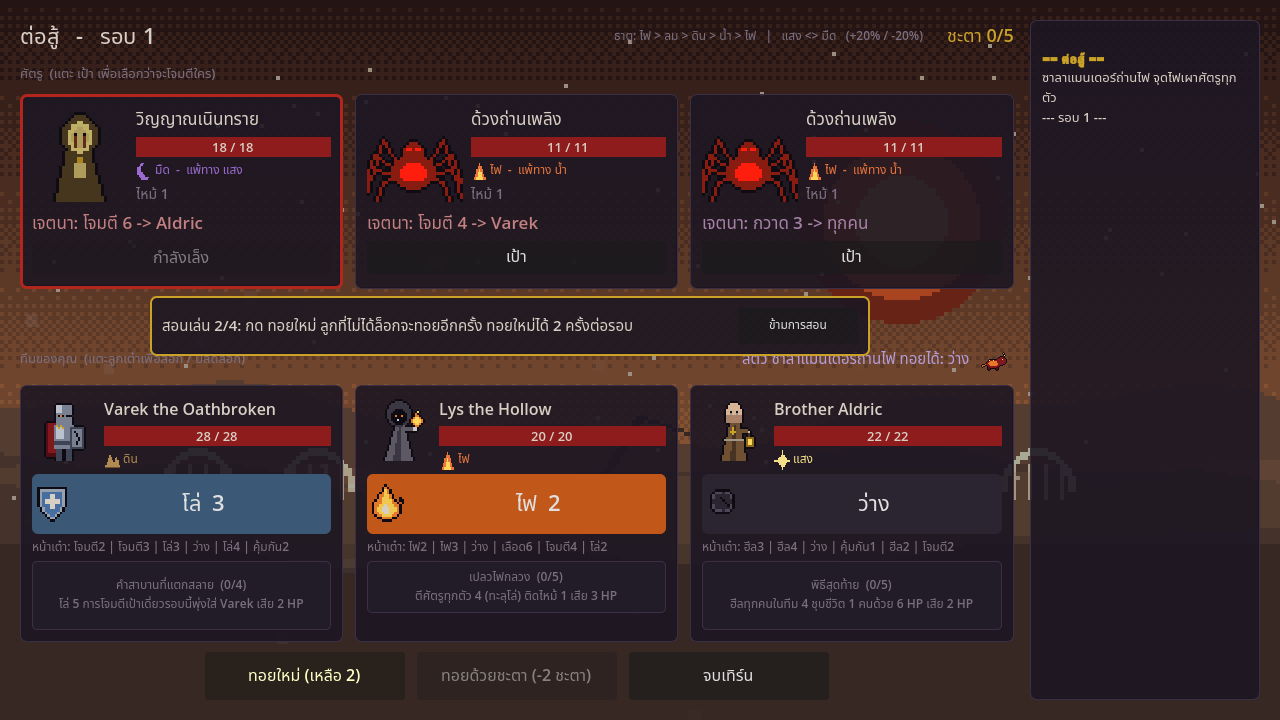 ต่อสู้ - รอบ 1
ธาตุ: ไฟ > ลม > ดิน > น้ำ > ไฟ | แสง <> มืด (+20% / -20%)
ชะตา 0/5
ศัตรู (แตะ เป้า เพื่อเลือกว่าจะโจมตีใคร)
วิญญาณเนินทราย
18 / 18
มืด - แพ้ทาง แสง
ไหม้ 1
เจตนา: โจมตี 6 -> Aldric
กำลังเล็ง
ด้วงถ่านเพลิง
11 / 11
ไฟ - แพ้ทาง น้ำ
ไหม้ 1
เจตนา: โจมตี 4 -> Varek
เป้า
ด้วงถ่านเพลิง
11 / 11
ไฟ - แพ้ทาง น้ำ
ไหม้ 1
เจตนา: กวาด 3 -> ทุกคน
เป้า
สอนเล่น 2/4: กด ทอยใหม่ ลูกที่ไม่ได้ล็อกจะทอยอีกครั้ง ทอยใหม่ได้ 2 ครั้งต่อรอบ
ข้ามการสอน
ทีมของคุณ (แตะลูกเต๋าเพื่อล็อก / ปลดล็อก)
สัตว์ ซาลาแมนเดอร์ถ่านไฟ ทอยได้: ว่าง
Varek the Oathbroken
28 / 28
ดิน
โล่ 3
หน้าเต๋า: โจมตี2 | โจมตี3 | โล่3 | ว่าง | โล่4 | คุ้มกัน2
คำสาบานที่แตกสลาย (0/4)
โล่ 5 การโจมตีเป้าเดี่ยวรอบนี้พุ่งใส่ Varek เสีย 2 HP
Lys the Hollow
20 / 20
ไฟ
ไฟ 2
หน้าเต๋า: ไฟ2 | ไฟ3 | ว่าง | เลือด6 | โจมตี4 | โล่2
เปลวไฟกลวง (0/5)
ตีศัตรูทุกตัว 4 (ทะลุโล่) ติดไหม้ 1 เสีย 3 HP
Brother Aldric
22 / 22
แสง
ว่าง
หน้าเต๋า: ฮีล3 | ฮีล4 | ว่าง | คุ้มกัน1 | ฮีล2 | โจมตี2
พิธีสุดท้าย (0/5)
ฮีลทุกคนในทีม 4 ชุบชีวิต 1 คนด้วย 6 HP เสีย 2 HP
ทอยใหม่ (เหลือ 2)
ทอยด้วยชะตา (-2 ชะตา)
จบเทิร์น
== ต่อสู้ ==
ซาลาแมนเดอร์ถ่านไฟ จุดไฟเผาศัตรูทุก
ตัว
--- รอบ 1 ---